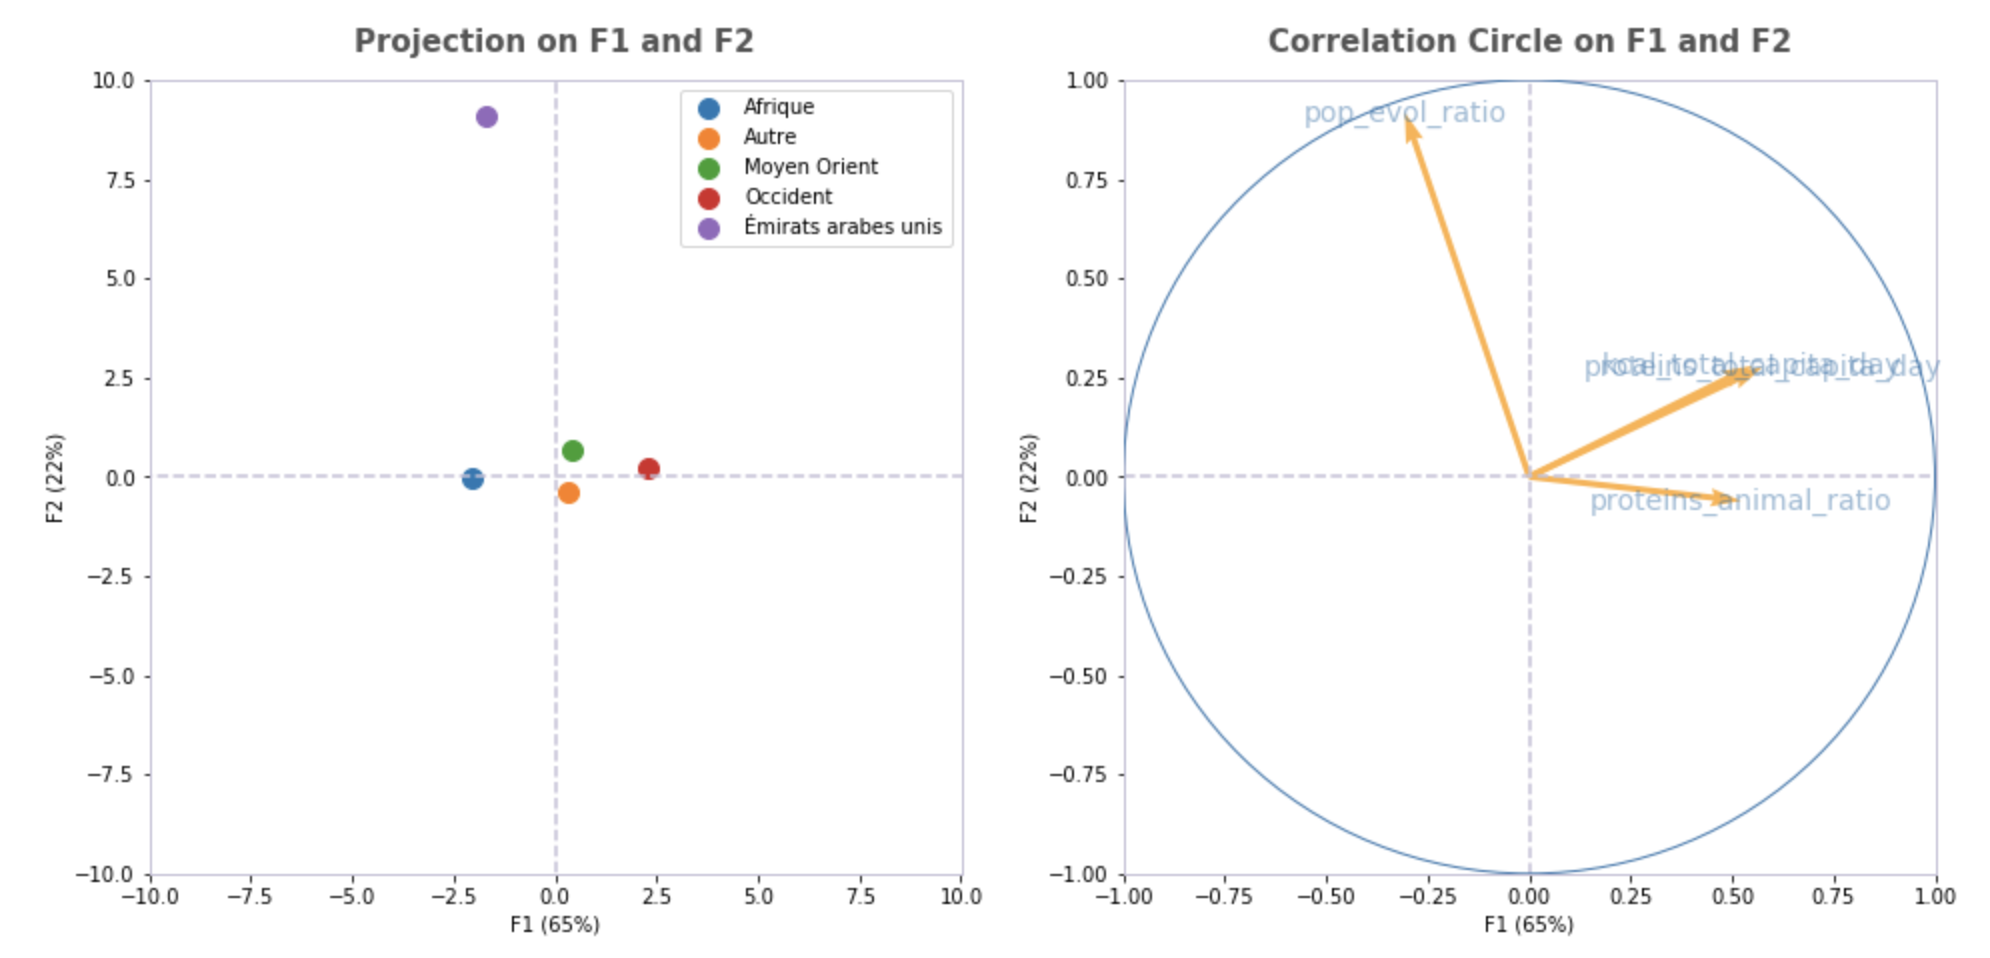 Projection on F1 and F2
10.0
7.5
5.0
2.5
0.0
−2.5
−5.0
−7.5
−10.0
F2 (22%)
Afrique
Autre
Moyen Orient
Occident
Émirats arabes unis
−10.0 −7.5 −5.0 −2.5 0.0 2.5 5.0 7.5 10.0
F1 (65%)
Correlation Circle on F1 and F2
1.00
0.75
0.50
0.25
0.00
−0.25
−0.50
−0.75
−1.00
F2 (22%)
pop_evol_ratio
kcal_total_capita_day
proteins_total_capita_day
proteins_animal_ratio
−1.00 −0.75 −0.50 −0.25 0.00 0.25 0.50 0.75 1.00
F1 (65%)